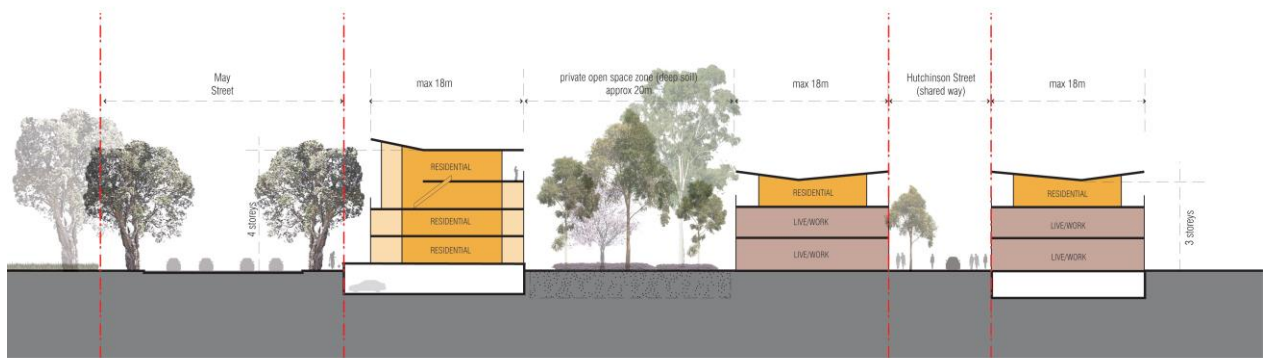 May
Street
max 18m
private open space zone (deep soil)
approx 20m
max 18m
Hutchinson Street
(shared way)
max 18m
4 storeys
RESIDENTIAL
RESIDENTIAL
RESIDENTIAL
RESIDENTIAL
LIVE/WORK
LIVE/WORK
RESIDENTIAL
LIVE/WORK
LIVE/WORK
3 storeys